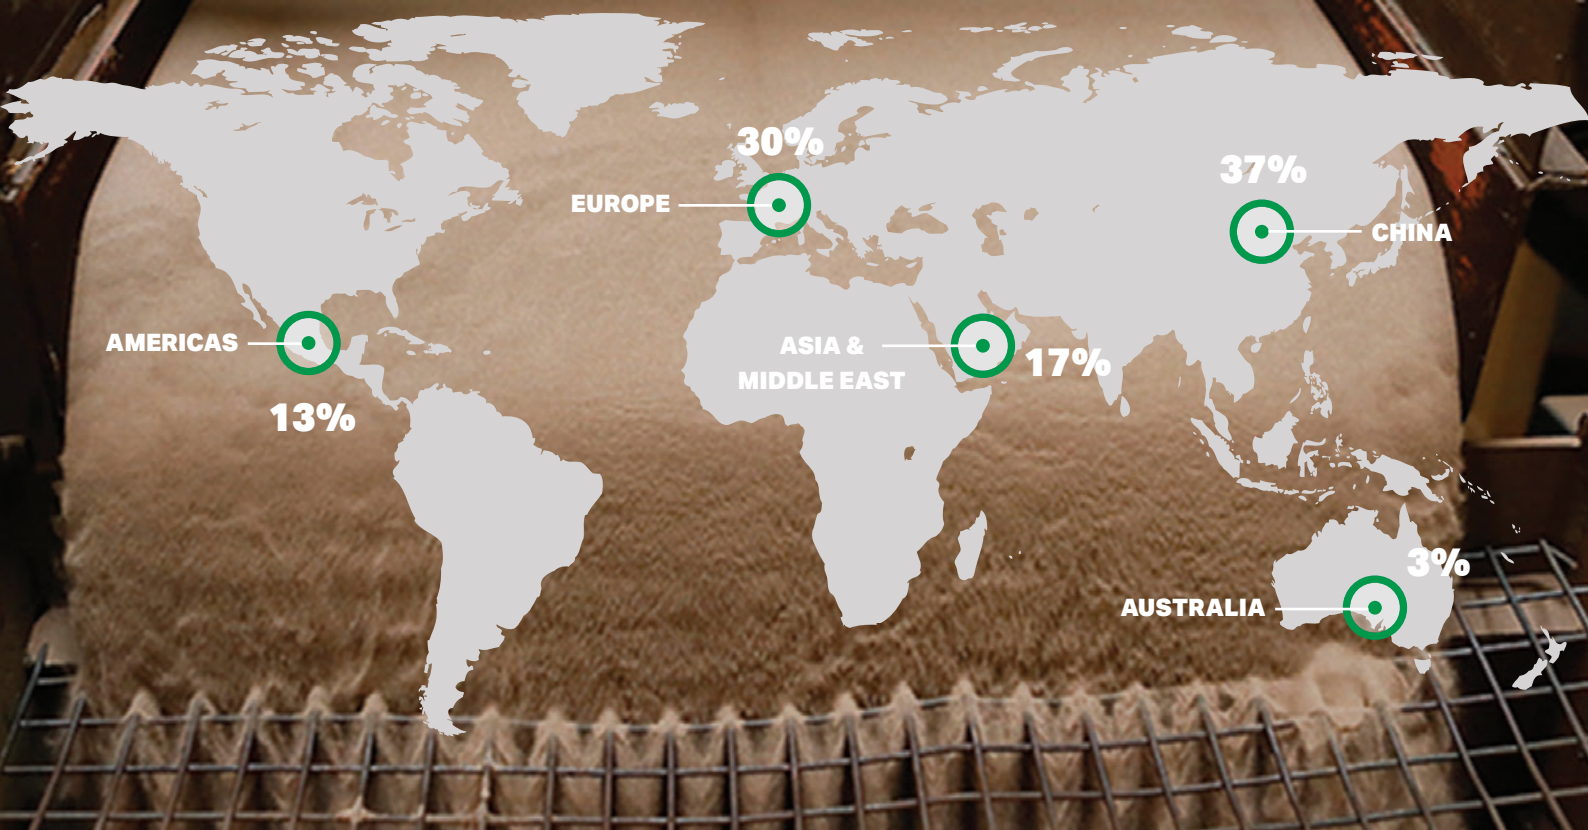 30%
37%
EUROPE
CHINA
AMERICAS
ASIA &
MIDDLE EAST
17%
13%
3%
AUSTRALIA